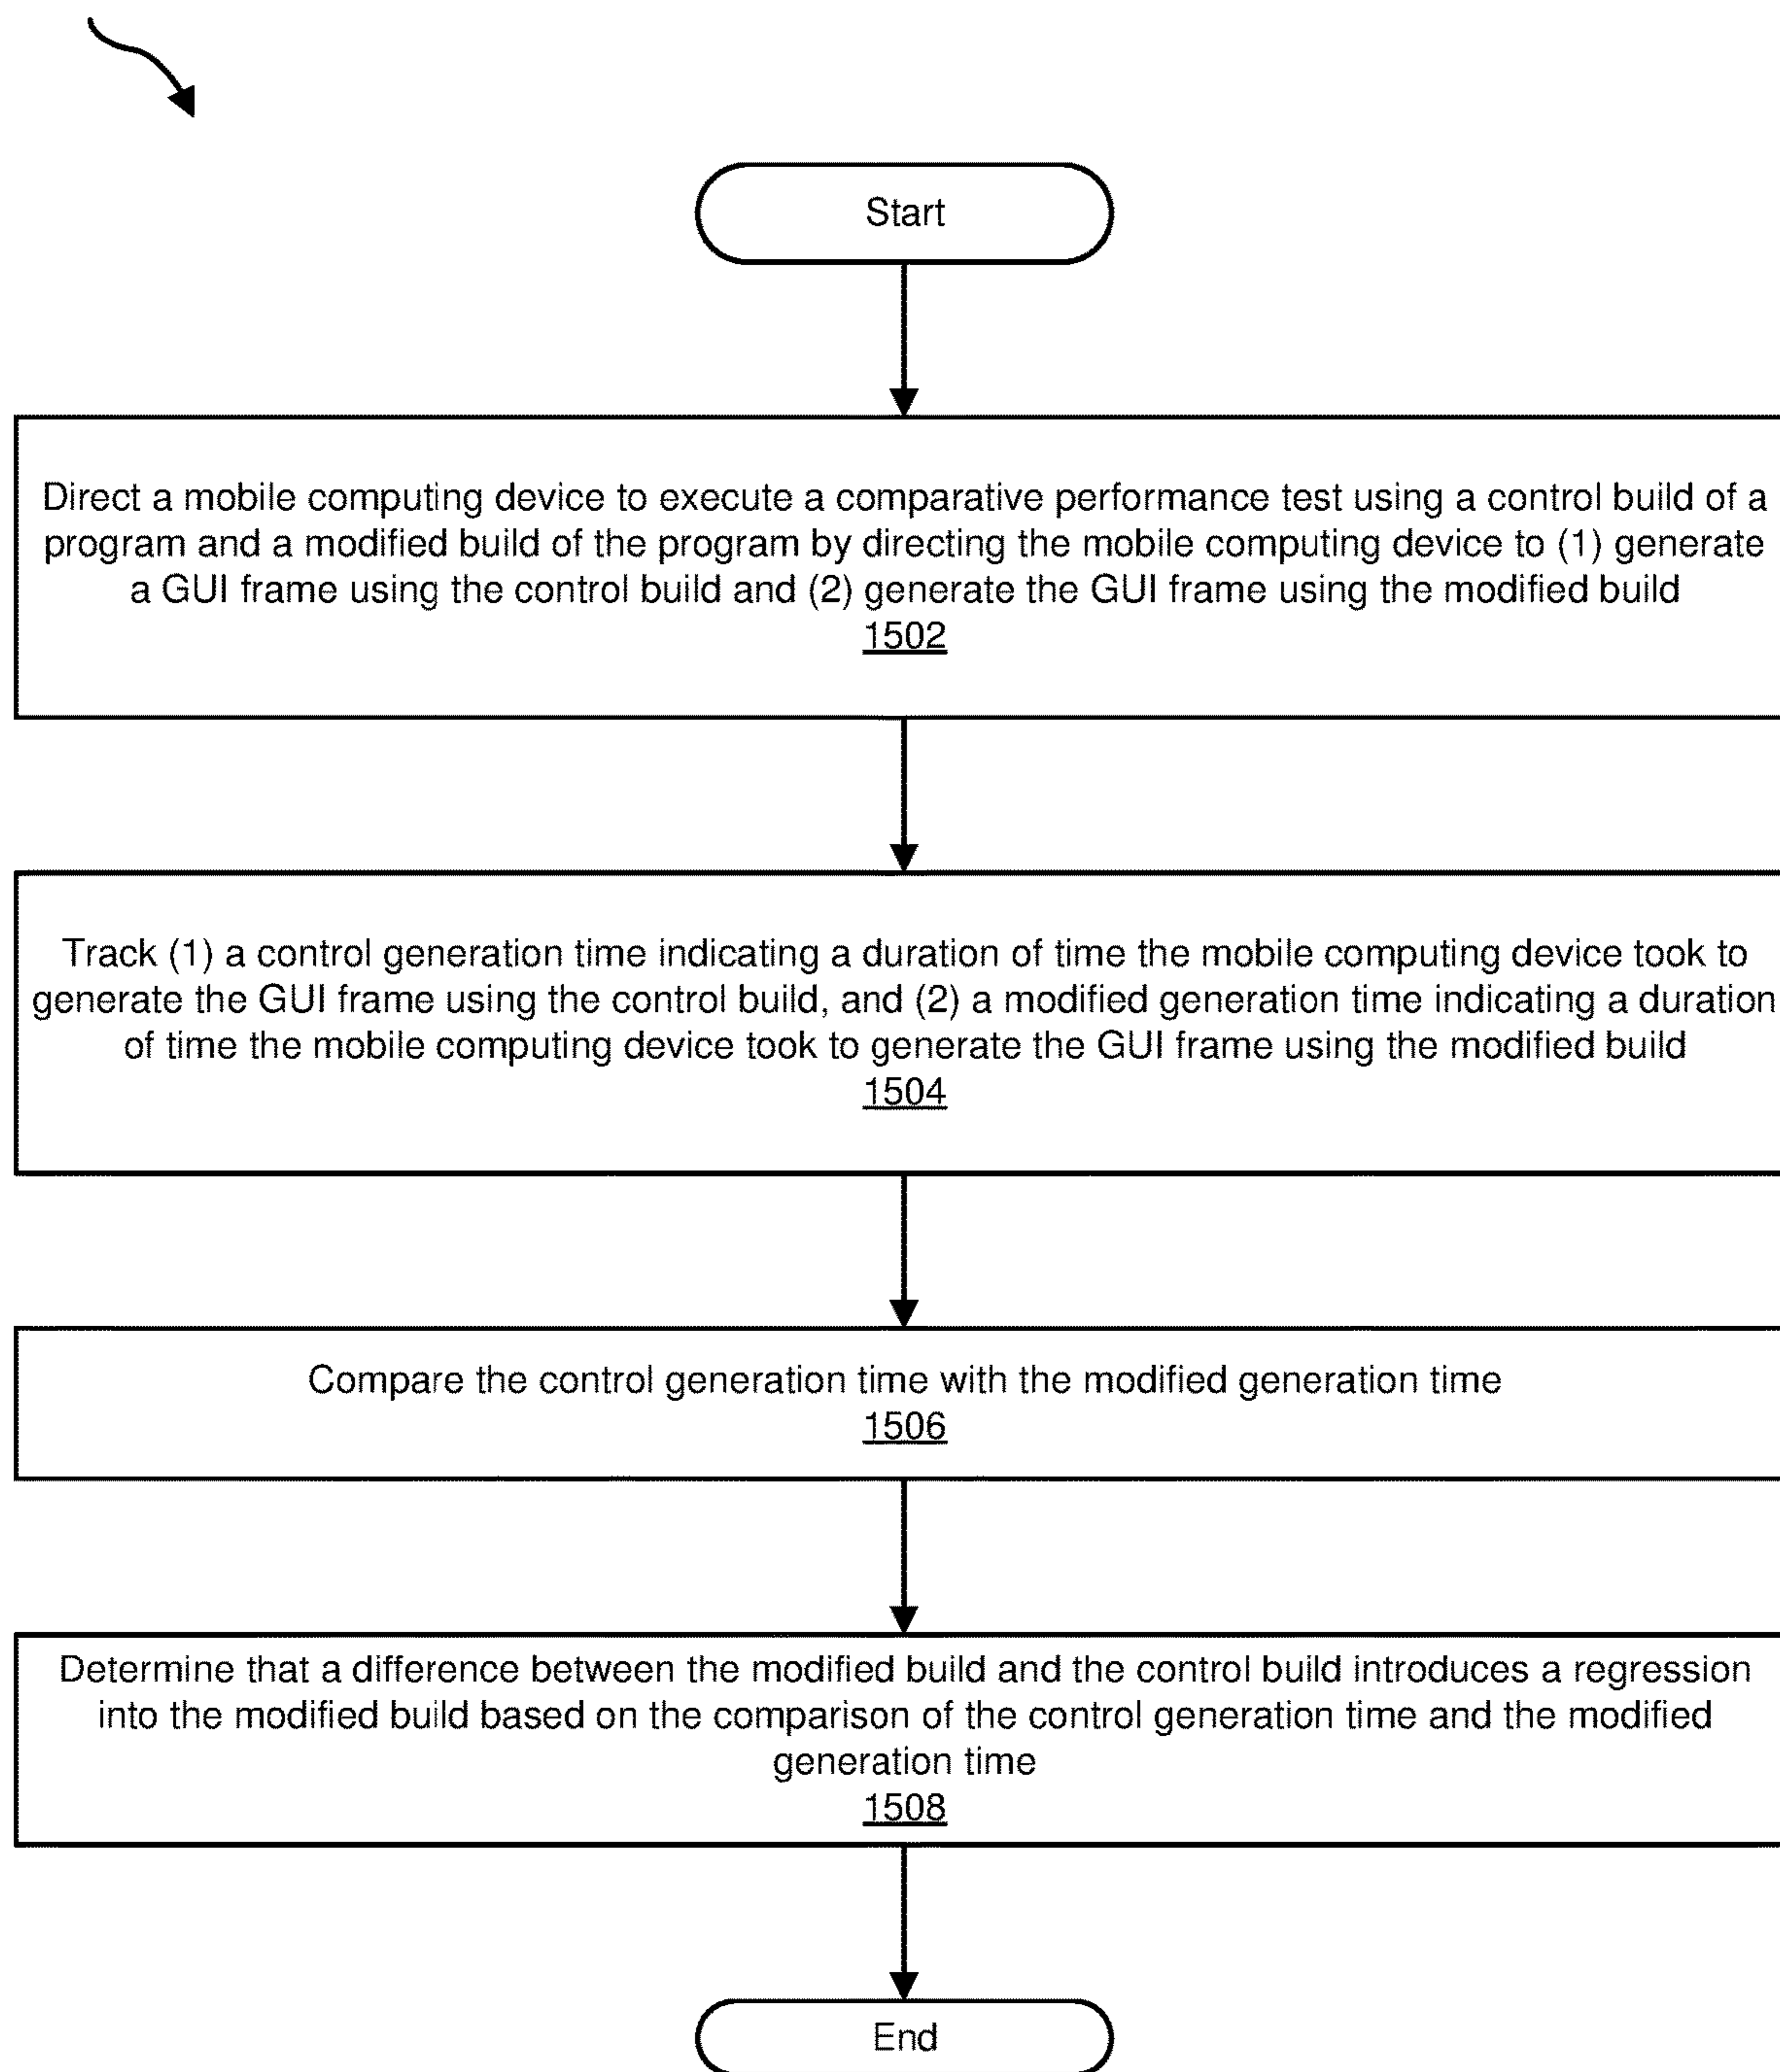 Start
Direct a mobile computing device to execute a comparative performance test using a control build of a
program and a modified build of the program by directing the mobile computing device to (1) generate
a GUI frame using the control build and (2) generate the GUI frame using the modified build
1502
Track (1) a control generation time indicating a duration of time the mobile computing device took to
generate the GUI frame using the control build, and (2) a modified generation time indicating a duration
of time the mobile computing device took to generate the GUI frame using the modified build
1504
Compare the control generation time with the modified generation time
1506
Determine that a difference between the modified build and the control build introduces a regression
into the modified build based on the comparison of the control generation time and the modified
generation time
1508
End